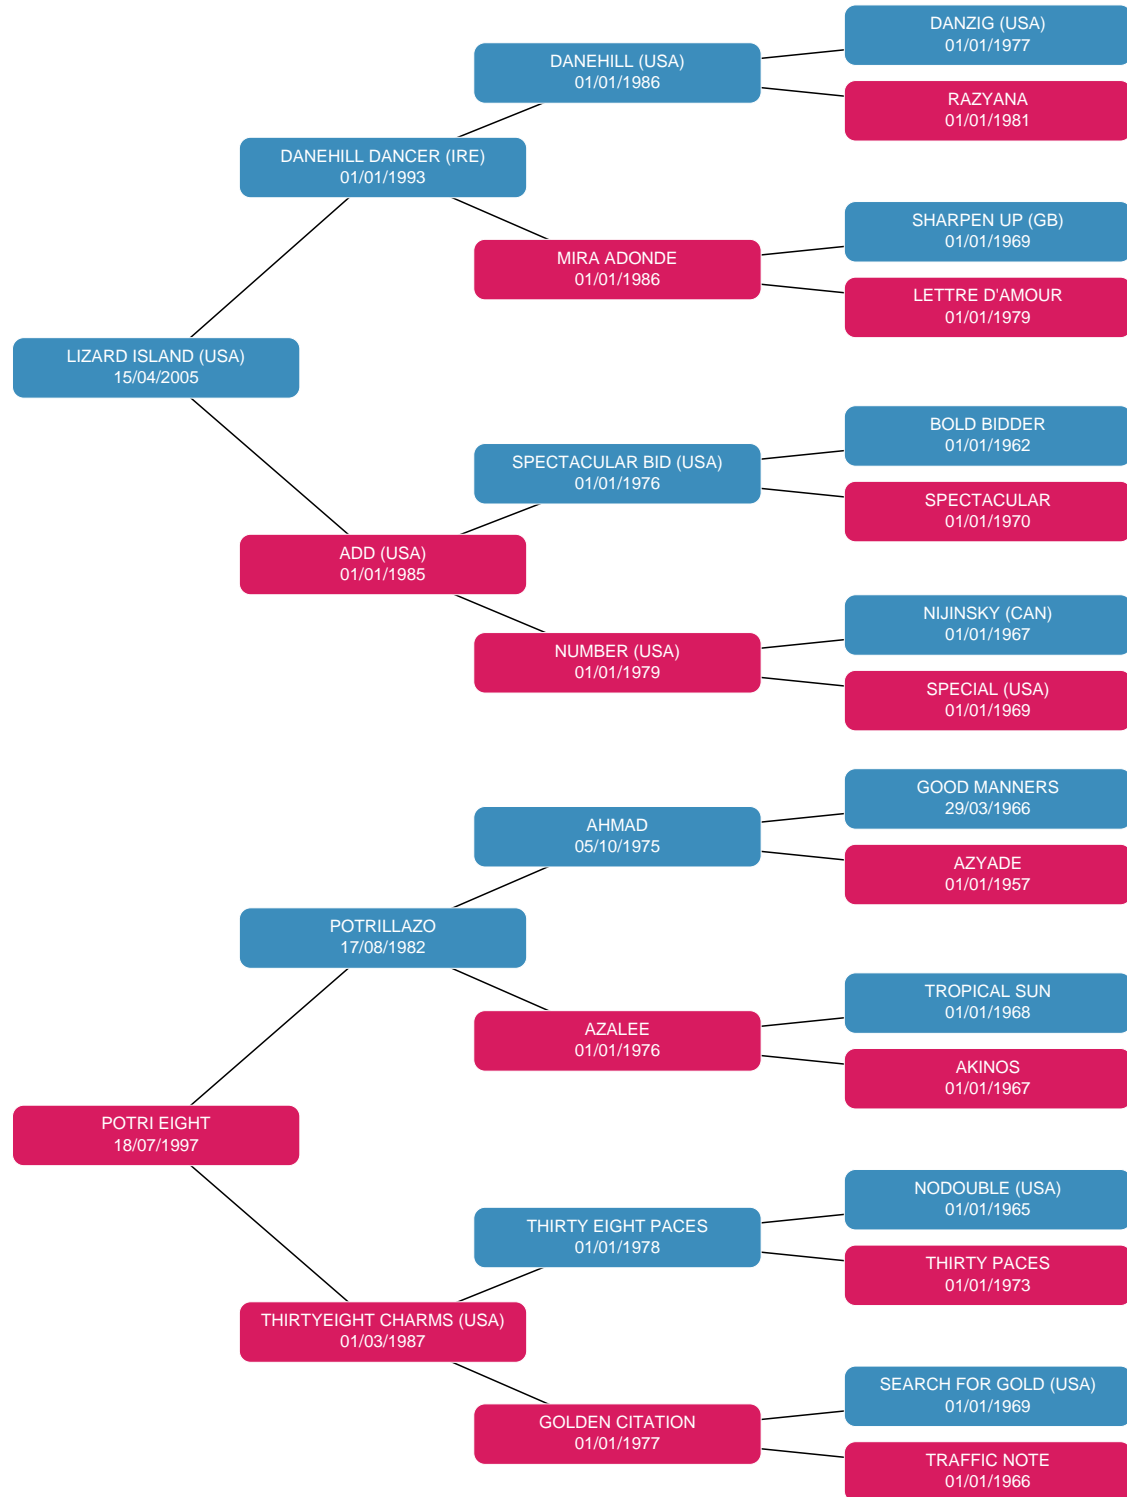 DANZIG (USA)
01/01/1977
DANEHILL (USA)
01/01/1986
RAZYANA
01/01/1981
DANEHILL DANCER (IRE)
01/01/1993
SHARPEN UP (GB)
01/01/1969
MIRA ADONDE
01/01/1986
LETTRE D'AMOUR
01/01/1979
LIZARD ISLAND (USA)
15/04/2005
BOLD BIDDER
01/01/1962
SPECTACULAR BID (USA)
01/01/1976
SPECTACULAR
01/01/1970
ADD (USA)
01/01/1985
NIJINSKY (CAN)
01/01/1967
NUMBER (USA)
01/01/1979
SPECIAL (USA)
01/01/1969
GOOD MANNERS
29/03/1966
AHMAD
05/10/1975
AZYADE
01/01/1957
POTRILLAZO
17/08/1982
TROPICAL SUN
01/01/1968
AZALEE
01/01/1976
AKINOS
01/01/1967
POTRI EIGHT
18/07/1997
NODOUBLE (USA)
01/01/1965
THIRTY EIGHT PACES
01/01/1978
THIRTY PACES
01/01/1973
THIRTYEIGHT CHARMS (USA)
01/03/1987
SEARCH FOR GOLD (USA)
01/01/1969
GOLDEN CITATION
01/01/1977
TRAFFIC NOTE
01/01/1966